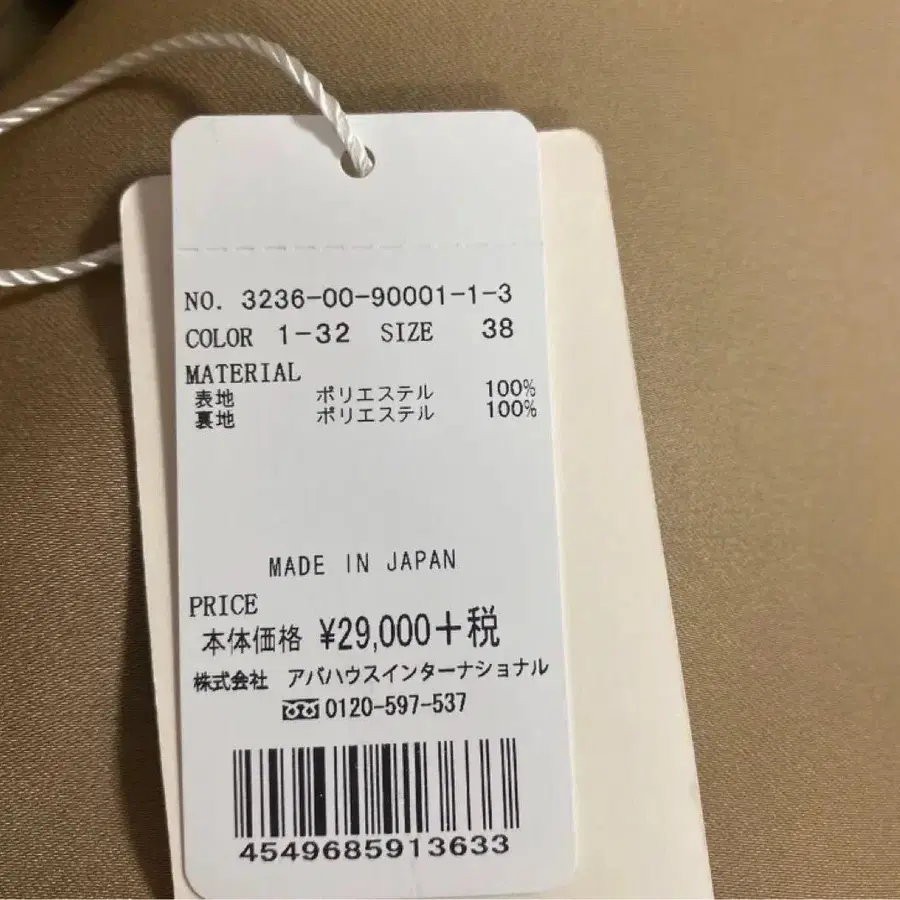 NO. 3236-00-90001-1-3
COLOR 1-32 SIZE 38
MATERIAL
表地 ポリエステル 100%
裏地 ポリエステル 100%
MADE IN JAPAN
PRICE
本体価格 ¥29,000+税
株式会社 アバハウスインターナショナル
0120-597-537
4549685913633